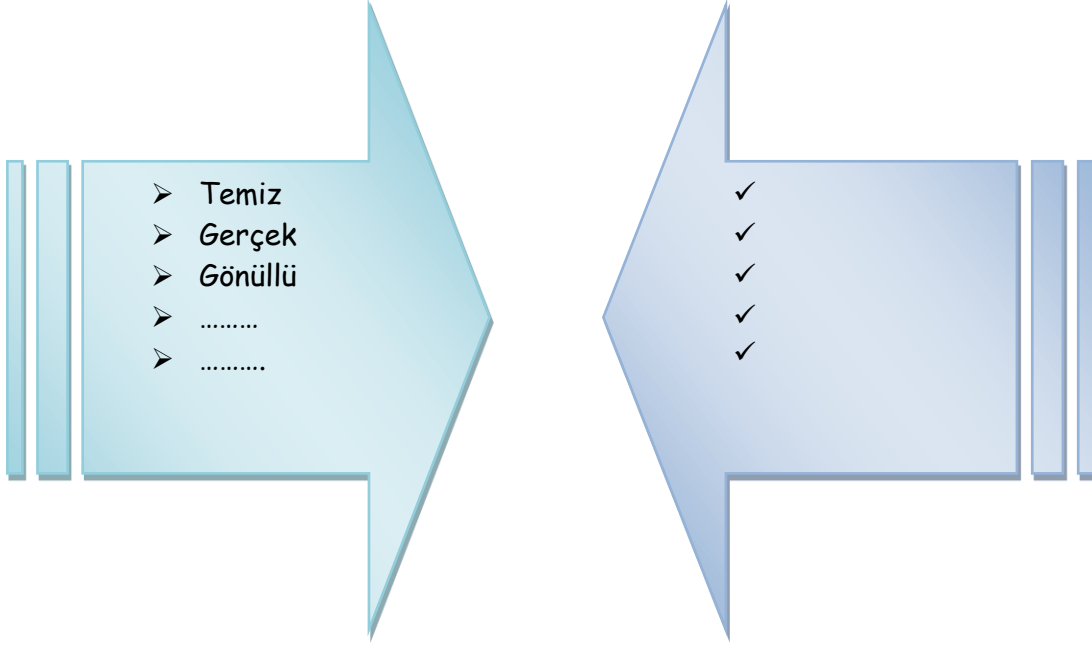 ➢ Temiz
➢ Gerçek
➢ Gönüllü
➢ .........
➢ ..........
✓
✓
✓
✓
✓